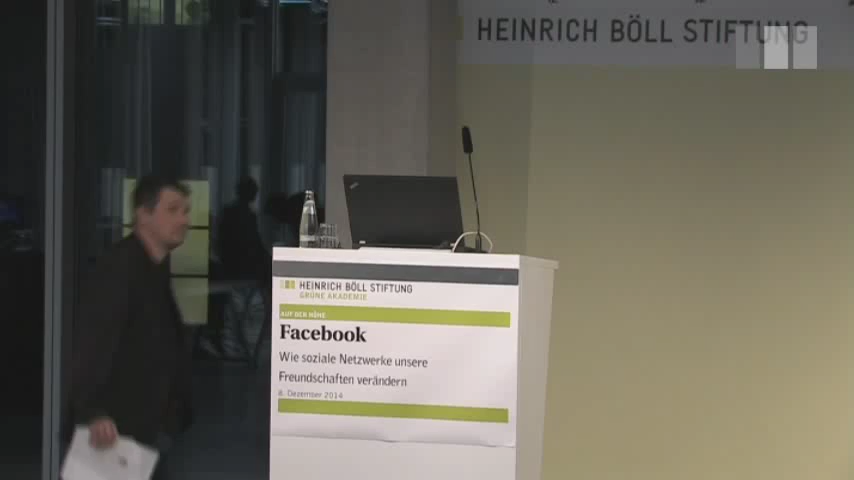 HEINRICH BÖLL STIFTUNG
HEINRICH BÖLL STIFTUNG
GRÜNE AKADEMIE
AUF DER HÖHE
Facebook
Wie soziale Netzwerke unsere
Freundschaften verändern
8. Dezember 2014